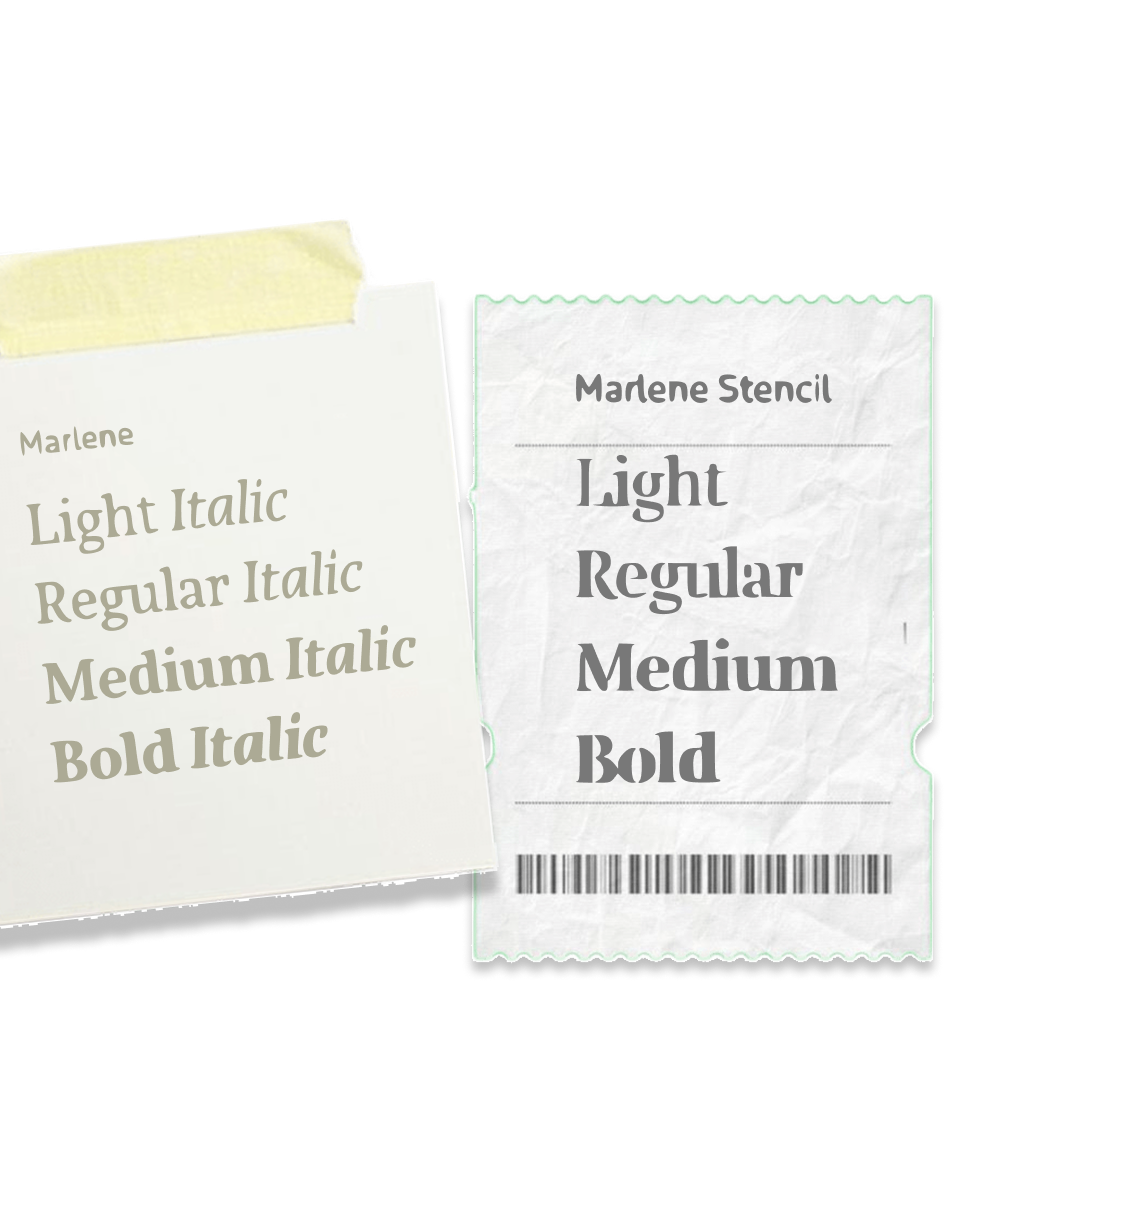 Marlene
Light Italic
Regular Italic
Medium Italic
Bold Italic
Marlene Stencil
Light
Regular
Medium
Bold